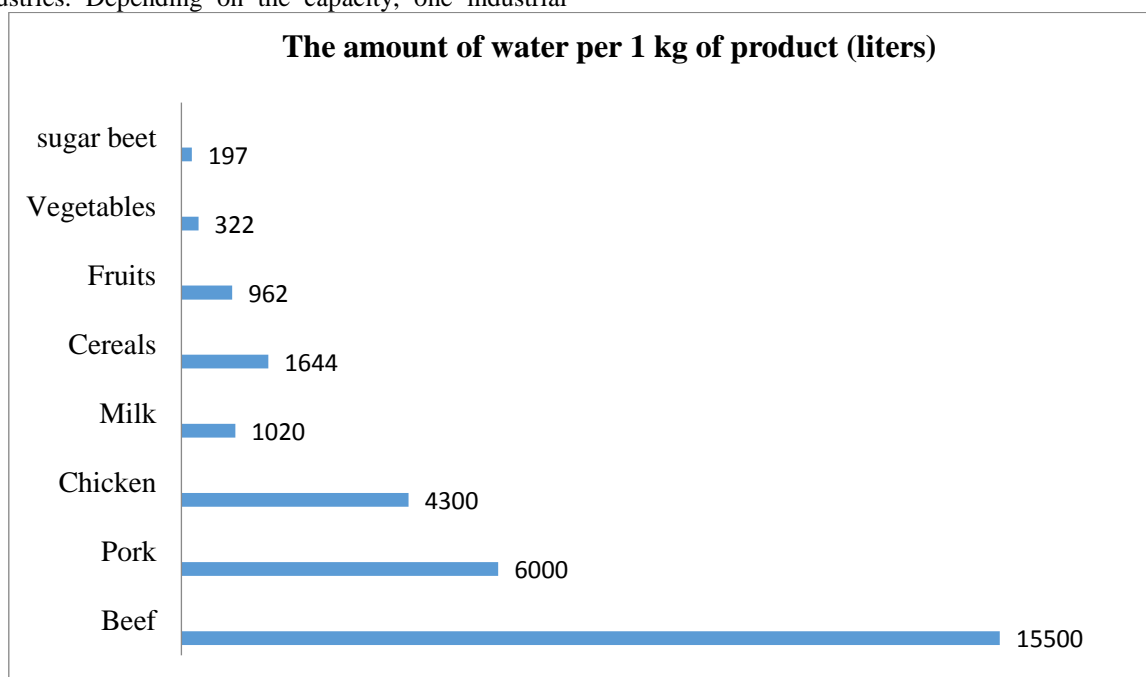 dustries. Depending on the capacity, one industrial
The amount of water per 1 kg of product (liters)
sugar beet 197
Vegetables 322
Fruits 962
Cereals 1644
Milk 1020
Chicken 4300
Pork 6000
Beef 15500